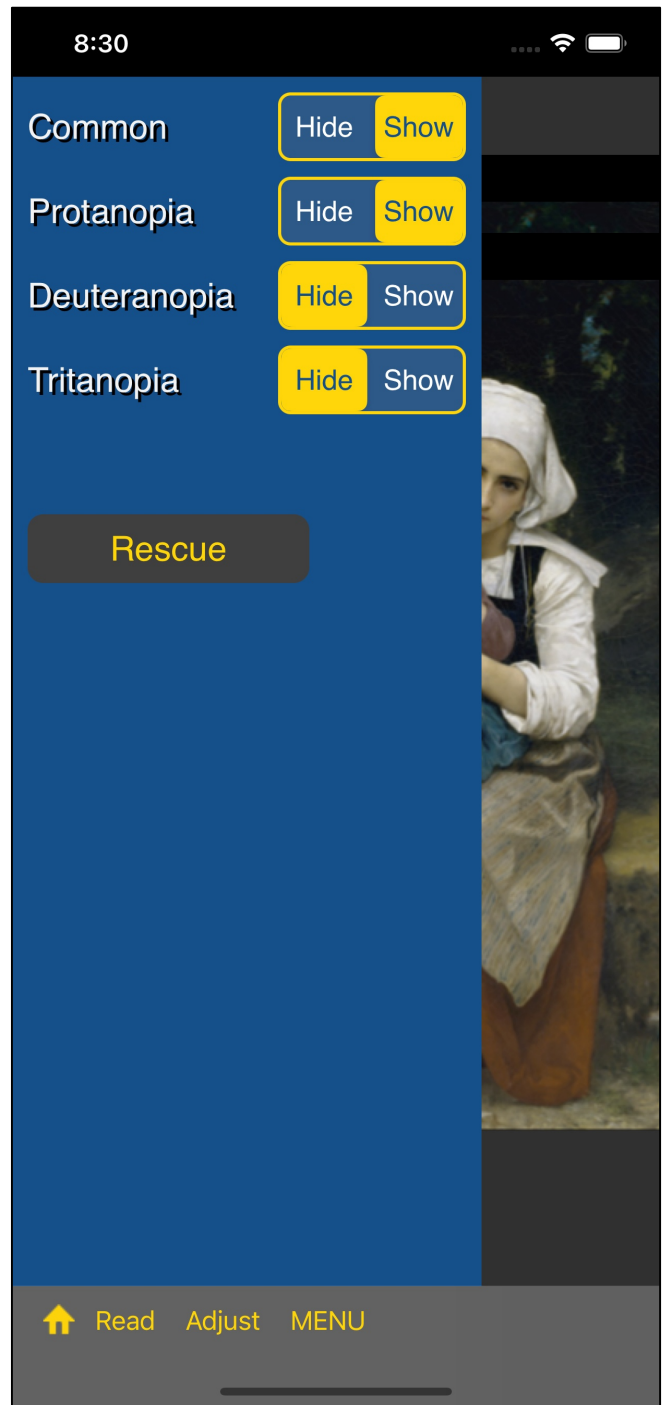 8:30
Common Hide Show
Protanopia Hide Show
Deuteranopia Hide Show
Tritanopia Hide Show
Rescue
Read Adjust MENU